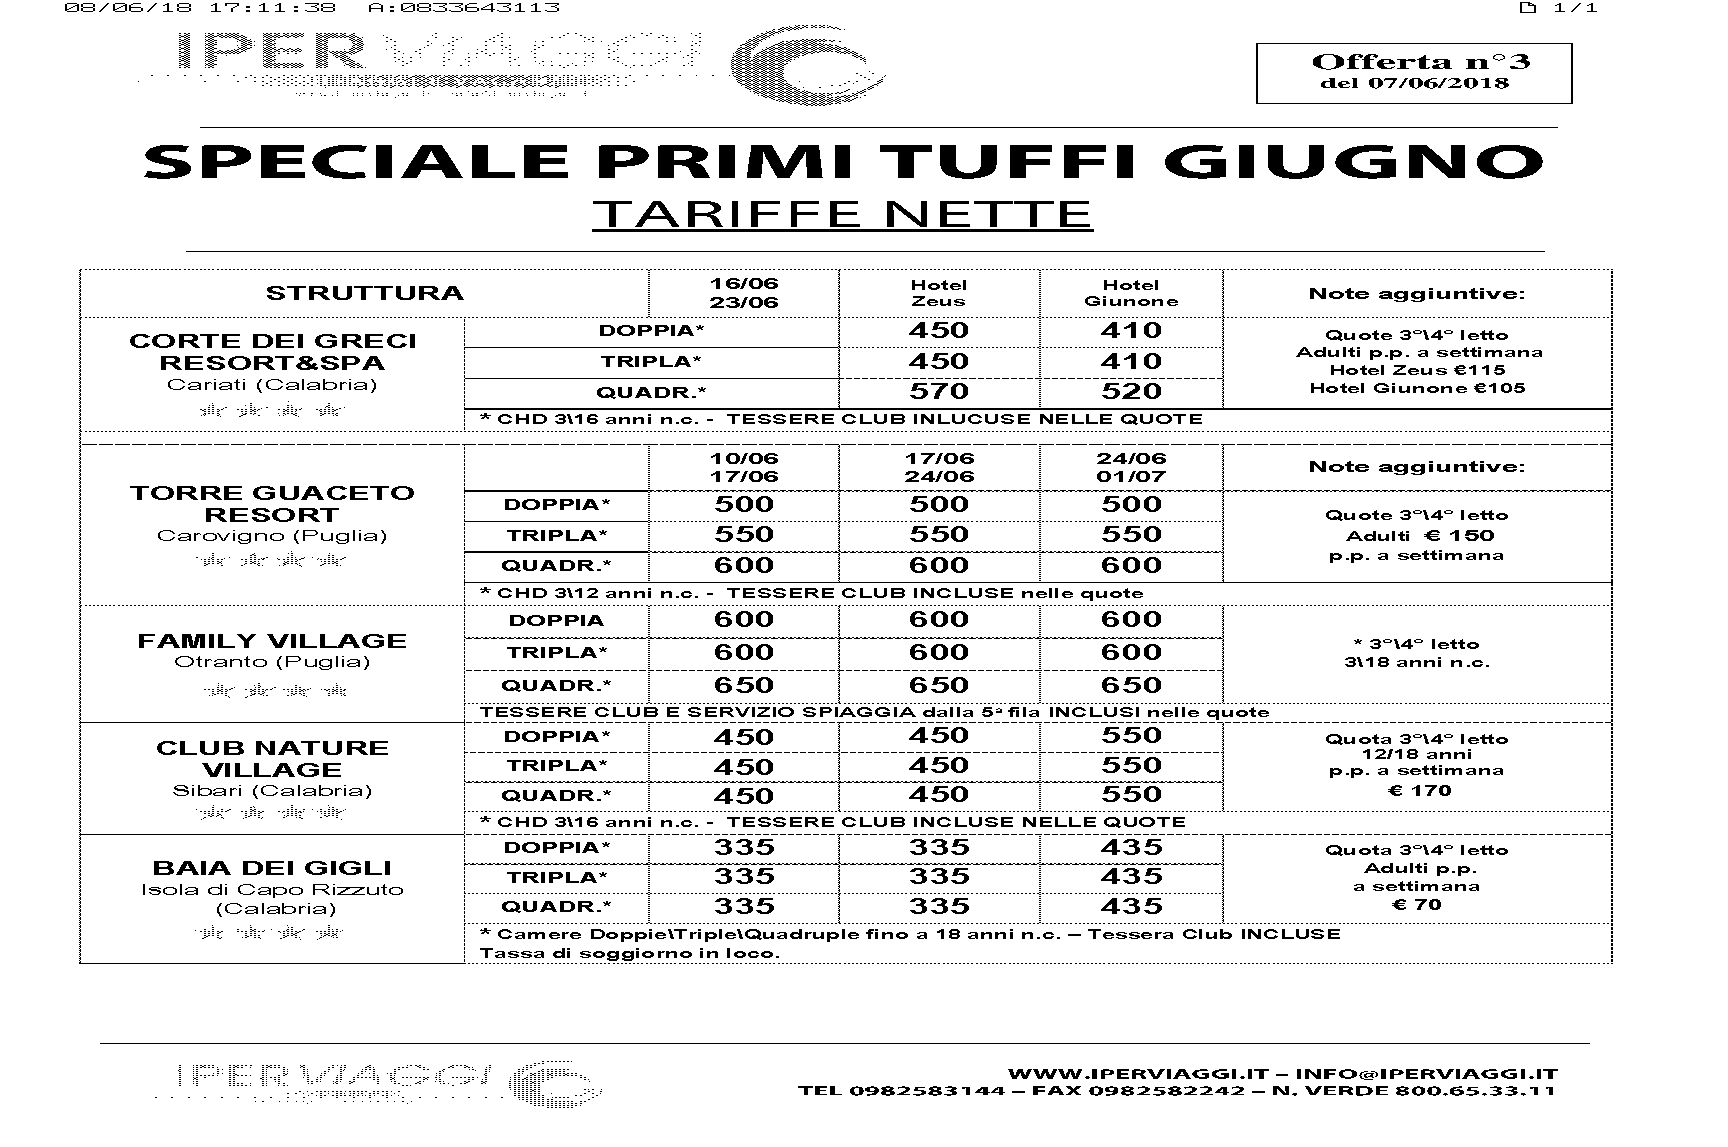 08/06/18 17:11:38 A:0833643113 1/1
IPERVIAGGI
Offerta n°3
del 07/06/2018
SPECIALE PRIMI TUFFI GIUGNO
TARIFFE NETTE
STRUTTURA
16/06
23/06
Hotel
Zeus
Hotel
Giunone
Note aggiuntive:
CORTE DEI GRECI
RESORT&SPA
Cariati (Calabria)
DOPPIA* 450 410
TRIPLA* 450 410
QUADR.* 570 520
Quote 3°\4° letto
Adulti p.p. a settimana
Hotel Zeus €115
Hotel Giunone €105
* CHD 3\16 anni n.c. - TESSERE CLUB INLUCUSE NELLE QUOTE
TORRE GUACETO
RESORT
Carovigno (Puglia)
10/06
17/06
17/06
24/06
24/06
01/07
Note aggiuntive:
DOPPIA* 500 500 500
TRIPLA* 550 550 550
QUADR.* 600 600 600
Quote 3°\4° letto
Adulti € 150
p.p. a settimana
* CHD 3\12 anni n.c. - TESSERE CLUB INCLUSE nelle quote
FAMILY VILLAGE
Otranto (Puglia)
DOPPIA 600 600 600
TRIPLA* 600 600 600
QUADR.* 650 650 650
* 3°\4° letto
3\18 anni n.c.
TESSERE CLUB E SERVIZIO SPIAGGIA dalla 5ª fila INCLUSI nelle quote
CLUB NATURE
VILLAGE
Sibari (Calabria)
DOPPIA* 450 450 550
TRIPLA* 450 450 550
QUADR.* 450 450 550
Quota 3°\4° letto
12/18 anni
p.p. a settimana
€ 170
* CHD 3\16 anni n.c. - TESSERE CLUB INCLUSE NELLE QUOTE
BAIA DEI GIGLI
Isola di Capo Rizzuto
(Calabria)
DOPPIA* 335 335 435
TRIPLA* 335 335 435
QUADR.* 335 335 435
Quota 3°\4° letto
Adulti p.p.
a settimana
€ 70
* Camere Doppie\Triple\Quadruple fino a 18 anni n.c. – Tessera Club INCLUSE
Tassa di soggiorno in loco.
IPERVIAGGI
WWW.IPERVIAGGI.IT – INFO@IPERVIAGGI.IT
TEL 0982583144 – FAX 0982582242 – N. VERDE 800.65.33.11